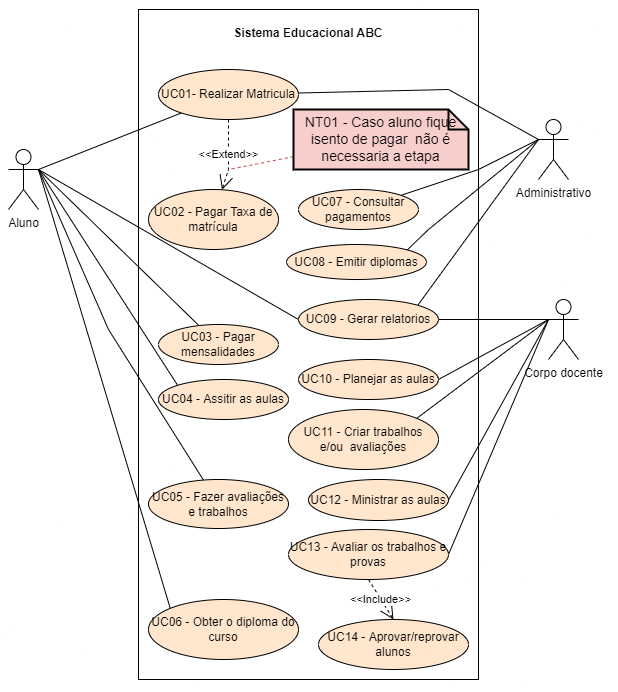 Sistema Educacional ABC
UC01- Realizar Matricula
NT01 - Caso aluno fique
isento de pagar  não é
necessaria a etapa
<<Extend>>
Aluno
Administrativo
UC02 - Pagar Taxa de
matrícula
UC07 - Consultar
pagamentos
UC08 - Emitir diplomas
UC09 - Gerar relatorios
UC03 - Pagar
mensalidades
Corpo docente
UC10 - Planejar as aulas
UC04 - Assitir as aulas
UC11 - Criar trabalhos
e/ou  avaliações
UC05 - Fazer avaliações
e trabalhos
UC12 - Ministrar as aulas
UC13 - Avaliar os trabalhos e
provas
<<Include>>
UC06 - Obter o diploma do
curso
UC14 - Aprovar/reprovar
alunos